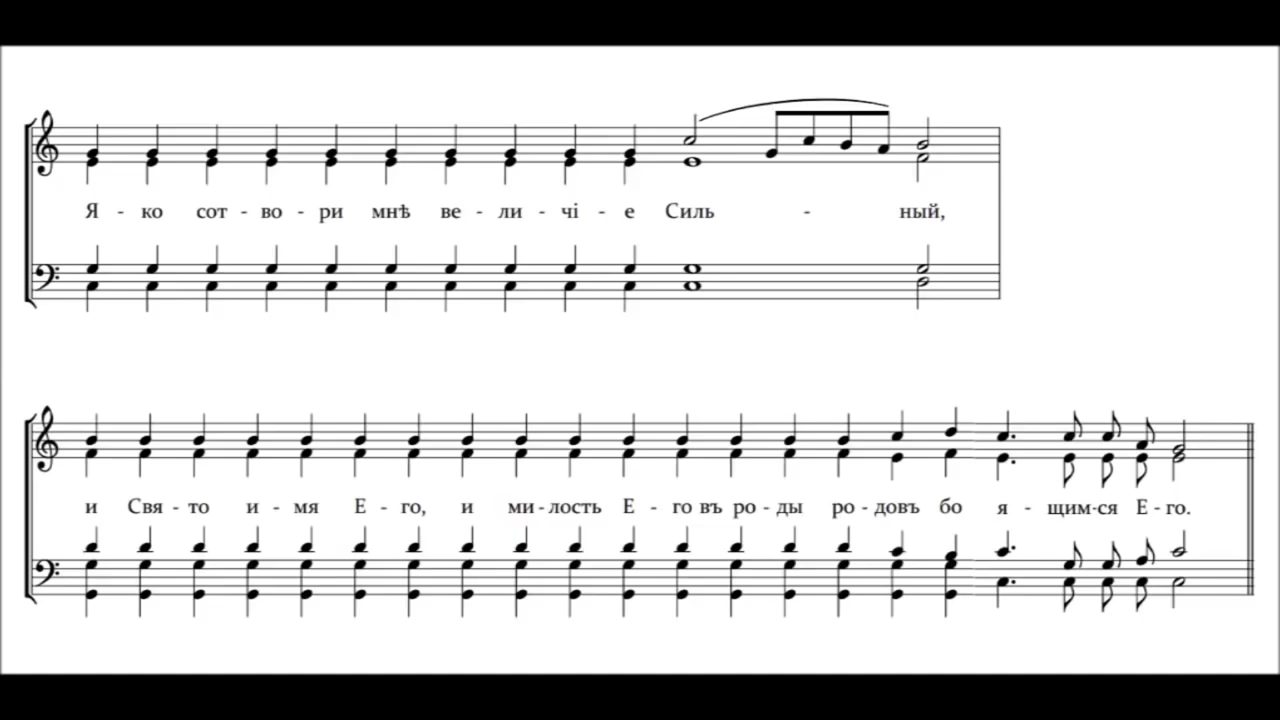 Я - ко сот - во - ри мнѣ ве - ли - чі - е Силь - ный,
и Свя - то и - мя Е - го, и ми - лость Е - го въ ро - ды ро - довъ бо я - щим - ся Е - го.